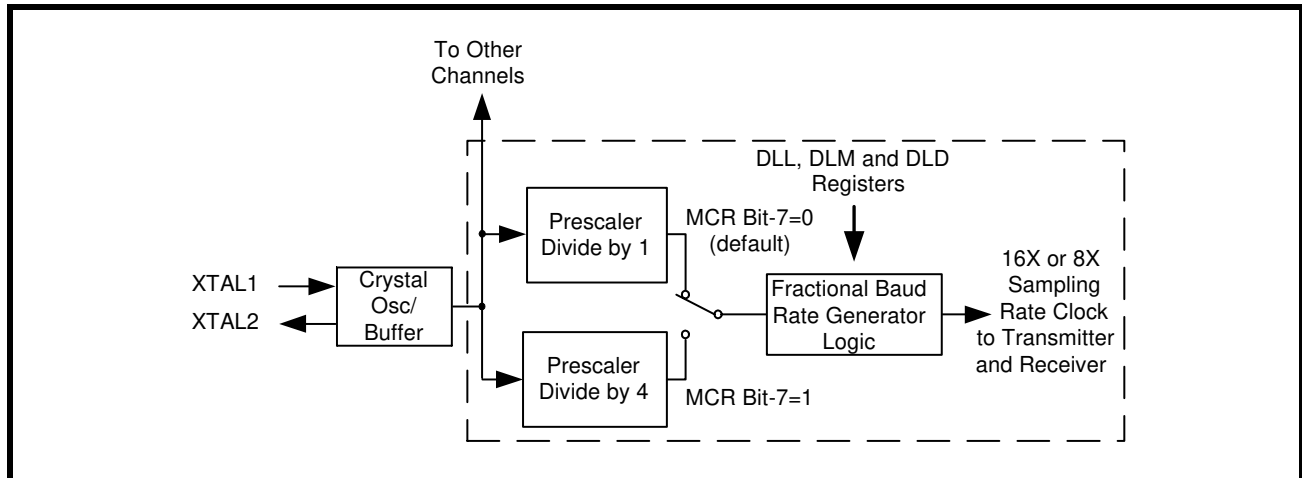 To Other
Channels
DLL, DLM and DLD
Registers
Prescaler
Divide by 1
MCR Bit-7=0
(default)
XTAL1
XTAL2
Crystal
Osc/
Buffer
Fractional Baud
Rate Generator
Logic
16X or 8X
Sampling
Rate Clock
to Transmitter
and Receiver
Prescaler
Divide by 4
MCR Bit-7=1